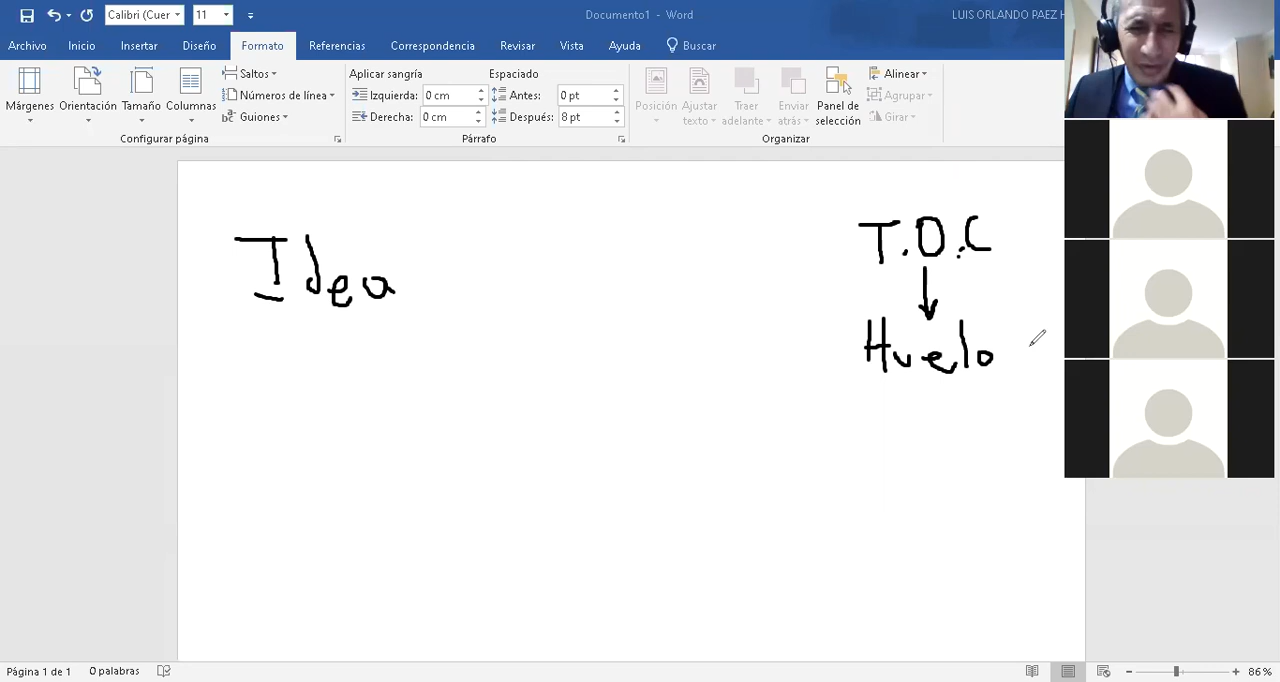 Calibri (Cuer 11 Documento1 - Word LUIS ORLANDO PAEZ H
Archivo Inicio Insertar Diseño Formato Referencias Correspondencia Revisar Vista Ayuda Buscar
Márgenes Orientación Tamaño Columnas
Saltos
Números de línea
Guiones
Configurar página
Aplicar sangría Espaciado
Izquierda: 0 cm Antes: 0 pt
Derecha: 0 cm Después: 8 pt
Párrafo
Posición Ajustar texto Traer adelante Enviar atrás Panel de selección
Alinear
Agrupar
Girar
Organizar
Idea
T.O.C
Huelo
Página 1 de 1 0 palabras 86%